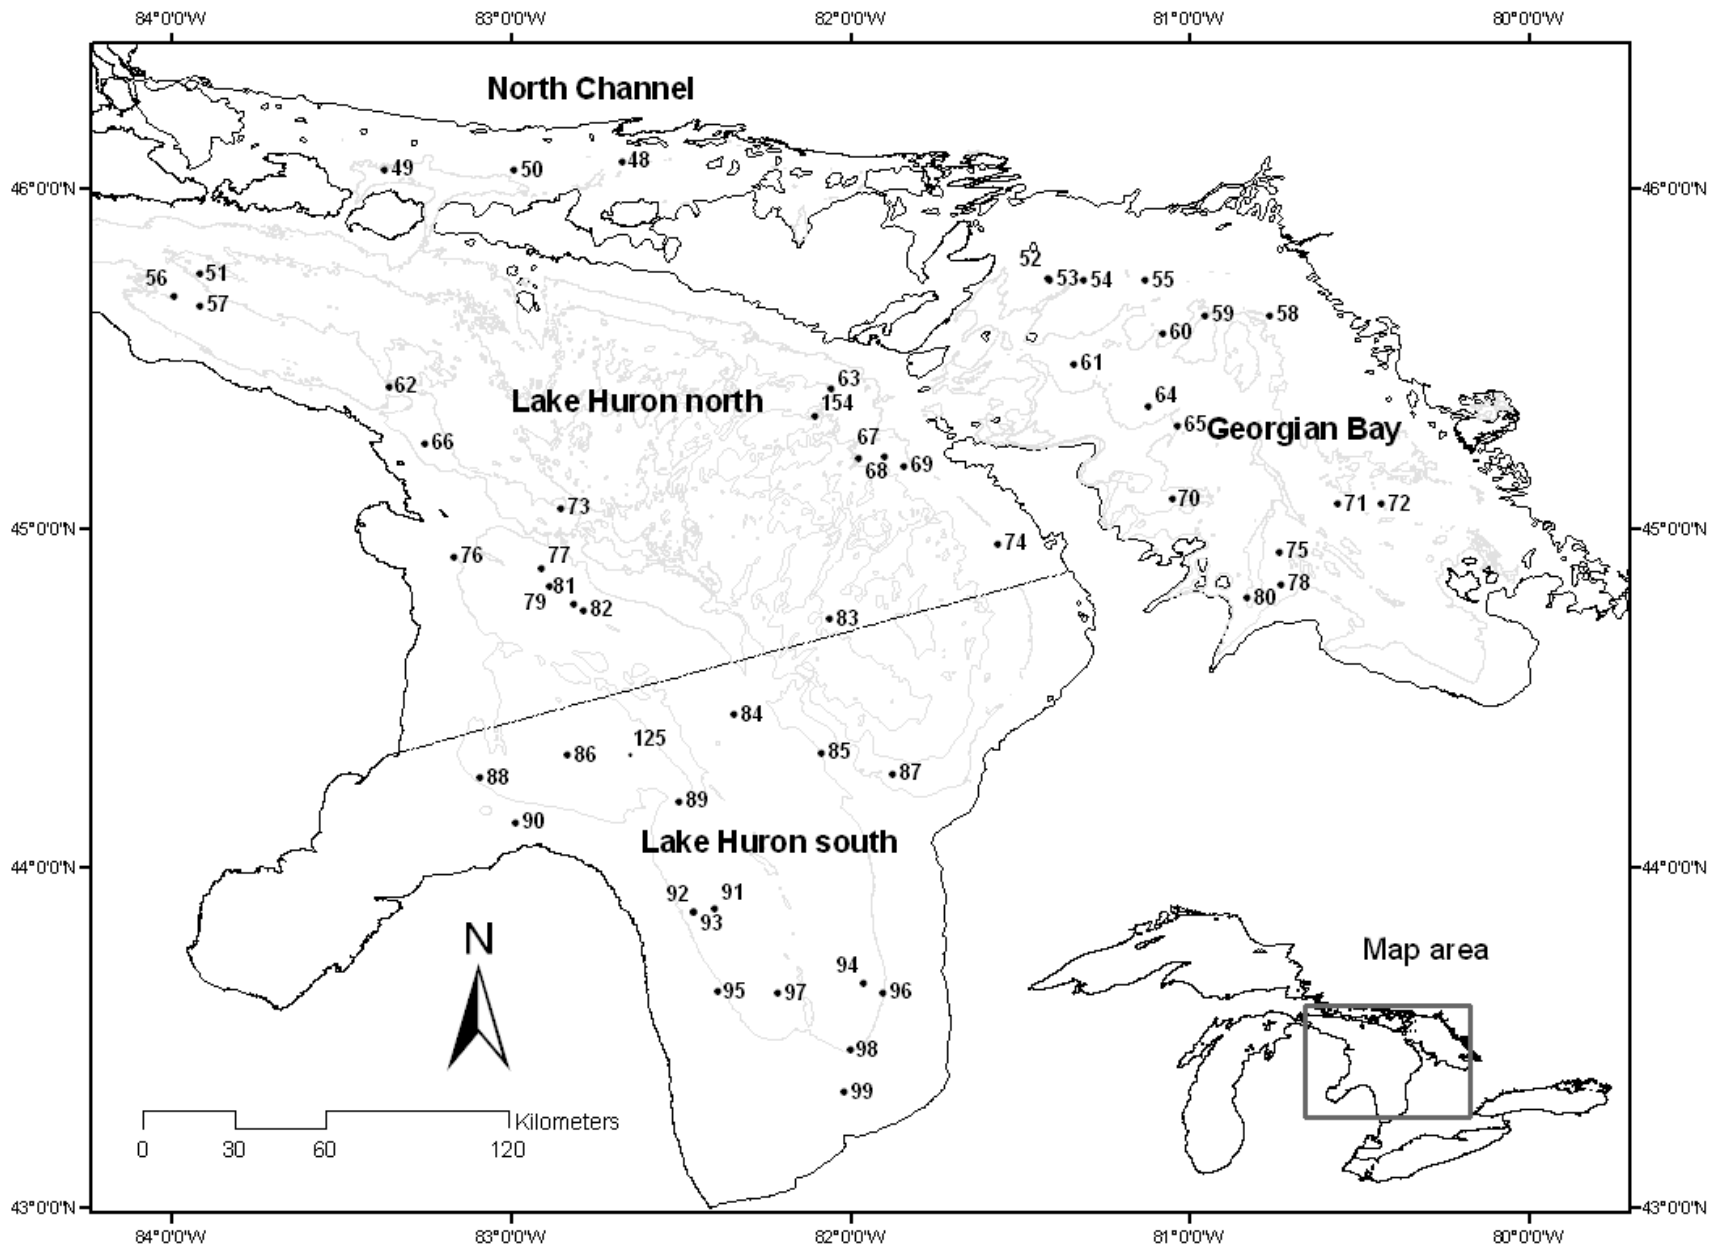 84°0'0"W 83°0'0"W 82°0'0"W 81°0'0"W 80°0'0"W
North Channel
49 50 48
46°0'0"N 46°0'0"N
56 51
57
52 53 54 55
59 58
60
61
62
63
154
64
65
Lake Huron north
Georgian Bay
66
67
68 69
70 71 72
73
45°0'0"N 45°0'0"N
74
75
76 77
78
79 81
80
82
83
84
125
86 85
88 87
89
90
Lake Huron south
44°0'0"N 44°0'0"N
92 91
93
N
Map area
94
95 97 96
98
99
Kilometers
0 30 60 120
43°0'0"N 43°0'0"N
84°0'0"W 83°0'0"W 82°0'0"W 81°0'0"W 80°0'0"W